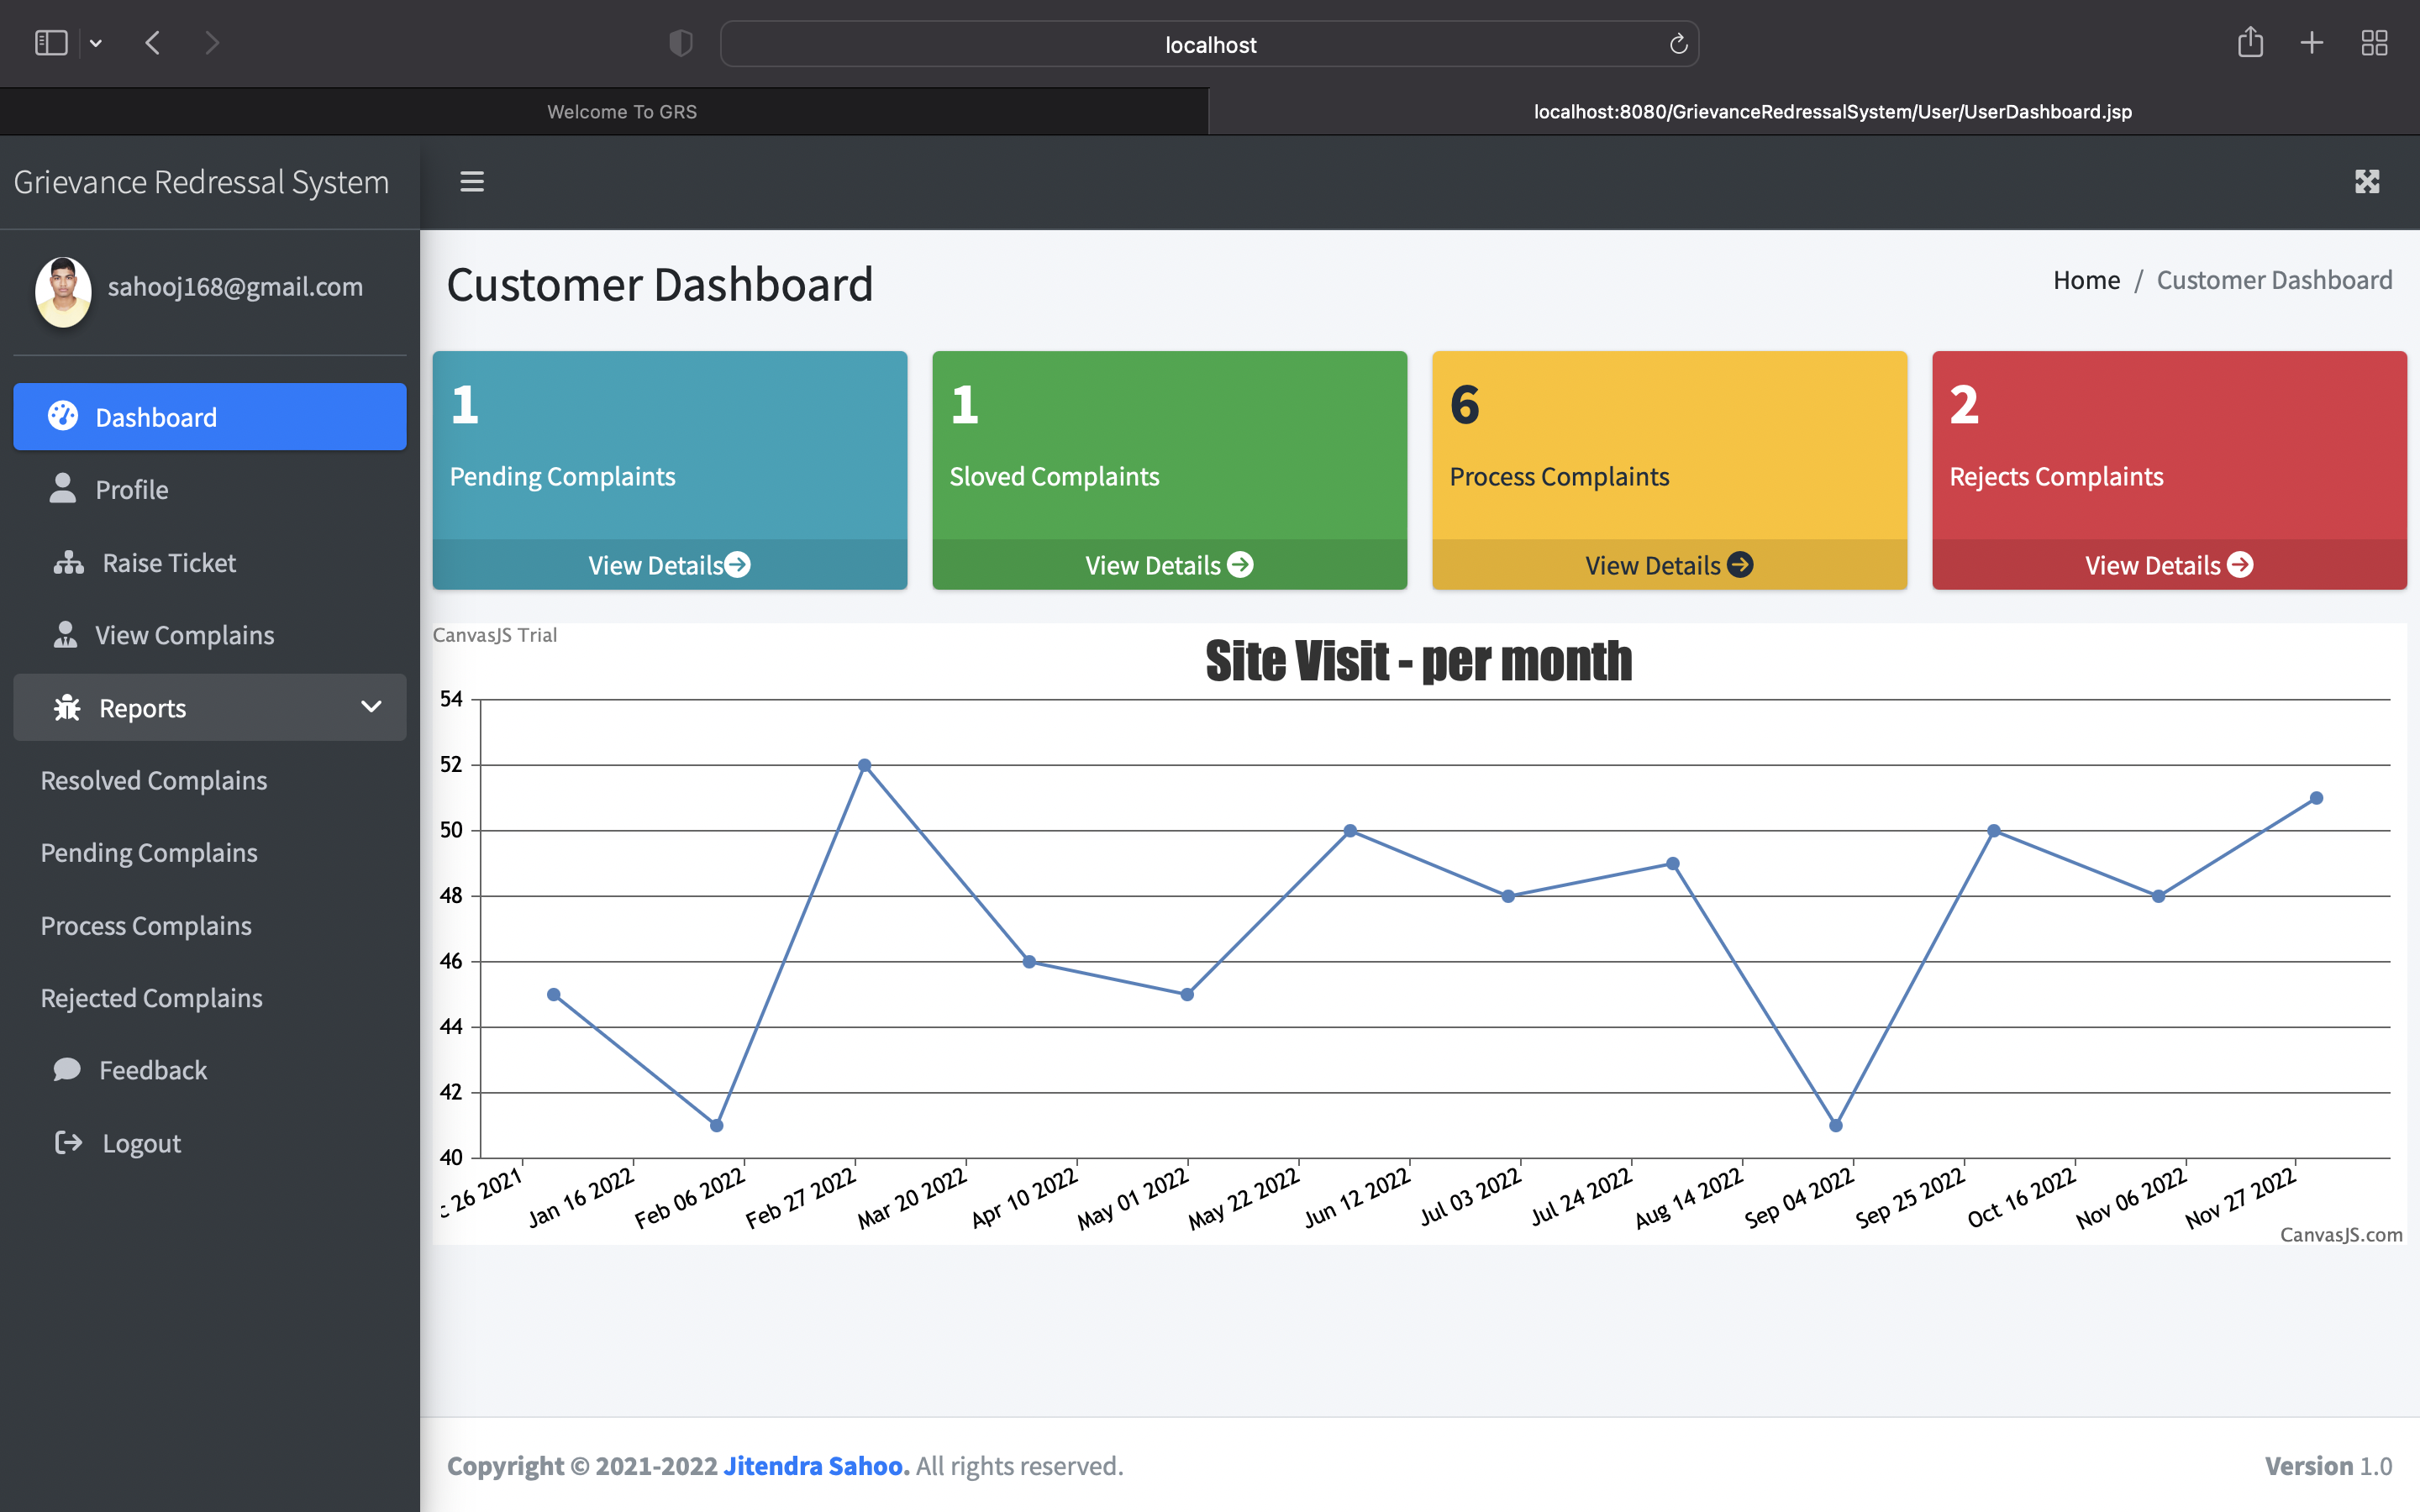 localhost
Welcome To GRS
localhost:8080/GrievanceRedressalSystem/User/UserDashboard.jsp
Grievance Redressal System
sahooj168@gmail.com
Dashboard
Profile
Raise Ticket
View Complains
Reports
Resolved Complains
Pending Complains
Process Complains
Rejected Complains
Feedback
Logout
Customer Dashboard
Home / Customer Dashboard
1
Pending Complaints
View Details
1
Sloved Complaints
View Details
6
Process Complaints
View Details
2
Rejects Complaints
View Details
CanvasJS Trial
Site Visit - per month
54
52
50
48
46
44
42
40
c 26 2021
Jan 16 2022
Feb 06 2022
Feb 27 2022
Mar 20 2022
Apr 10 2022
May 01 2022
May 22 2022
Jun 12 2022
Jul 03 2022
Jul 24 2022
Aug 14 2022
Sep 04 2022
Sep 25 2022
Oct 16 2022
Nov 06 2022
Nov 27 2022
CanvasJS.com
Copyright © 2021-2022 Jitendra Sahoo. All rights reserved.
Version 1.0